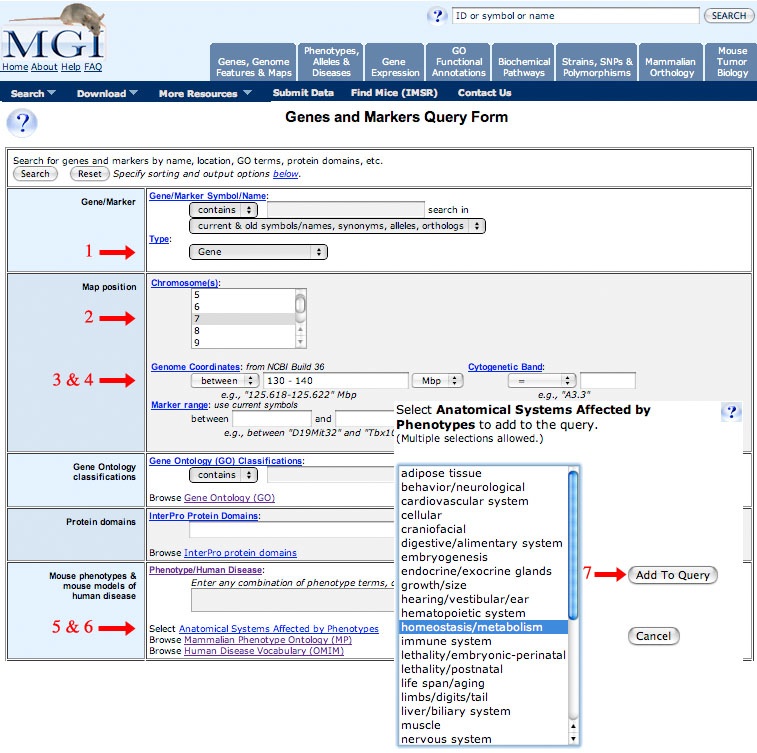 ID or symbol or name
SEARCH
MGI
Home About Help FAQ
Genes, Genome Features & Maps
Phenotypes, Alleles & Diseases
Gene Expression
GO Functional Annotations
Biochemical Pathways
Strains, SNPs & Polymorphisms
Mammalian Orthology
Mouse Tumor Biology
Search Download More Resources Submit Data Find Mice (IMSR) Contact Us
?
Genes and Markers Query Form
Search for genes and markers by name, location, GO terms, protein domains, etc.
Search Reset Specify sorting and output options below.
Gene/Marker
Gene/Marker Symbol/Name:
contains search in
current & old symbols/names, synonyms, alleles, orthologs
Type:
1
Gene
Map position
Chromosome(s):
5
6
2
7
8
9
Genome Coordinates: from NCBI Build 36
Cytogenetic Band:
3 & 4
between 130 - 140 Mbp
=
e.g., "125.618-125.622" Mbp
e.g., "A3.3"
Marker range: use current symbols
between and
e.g., between "D19Mit32" and "Tbx10
Gene Ontology (GO) classifications
Gene Ontology (GO) Classifications:
contains
Browse Gene Ontology (GO)
Protein domains
InterPro Protein Domains:
Browse InterPro protein domains
Mouse phenotypes & mouse models of human disease
Phenotype/Human Disease:
Enter any combination of phenotype terms,
5 & 6
Select Anatomical Systems Affected by Phenotypes
Browse Mammalian Phenotype Ontology (MP)
Browse Human Disease Vocabulary (OMIM)
Select Anatomical Systems Affected by
Phenotypes to add to the query.
(Multiple selections allowed.)
?
adipose tissue
behavior/neurological
cardiovascular system
cellular
craniofacial
digestive/alimentary system
embryogenesis
endocrine/exocrine glands
growth/size
hearing/vestibular/ear
hematopoietic system
homeostasis/metabolism
immune system
lethality/embryonic-perinatal
lethality/postnatal
life span/aging
limbs/digits/tail
liver/biliary system
muscle
nervous system
7
Add To Query
Cancel